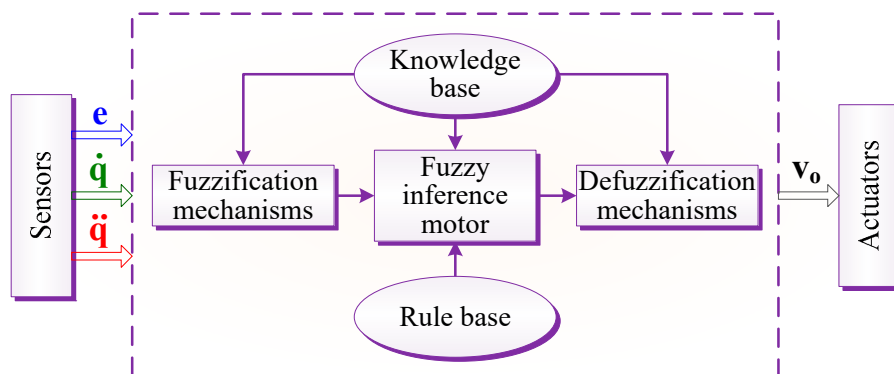 Sensors
e
q̇
q̈
Knowledge
base
Fuzzification
mechanisms
Fuzzy
inference
motor
Defuzzification
mechanisms
Rule base
vₒ
Actuators